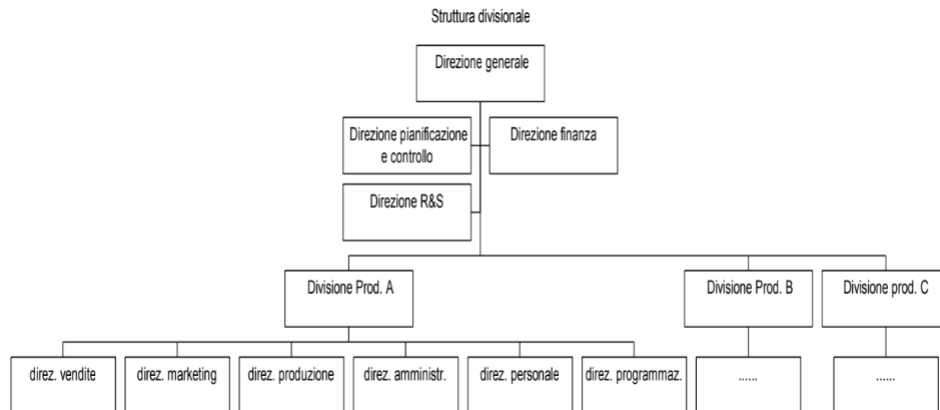 Struttura divisionale
Direzione generale
Direzione pianificazione
e controllo
Direzione finanza
Direzione R&S
Divisione Prod. A
Divisione Prod. B
Divisione prod. C
direz. vendite
direz. marketing
direz. produzione
direz. amministr.
direz. personale
direz. programmaz.
......
......